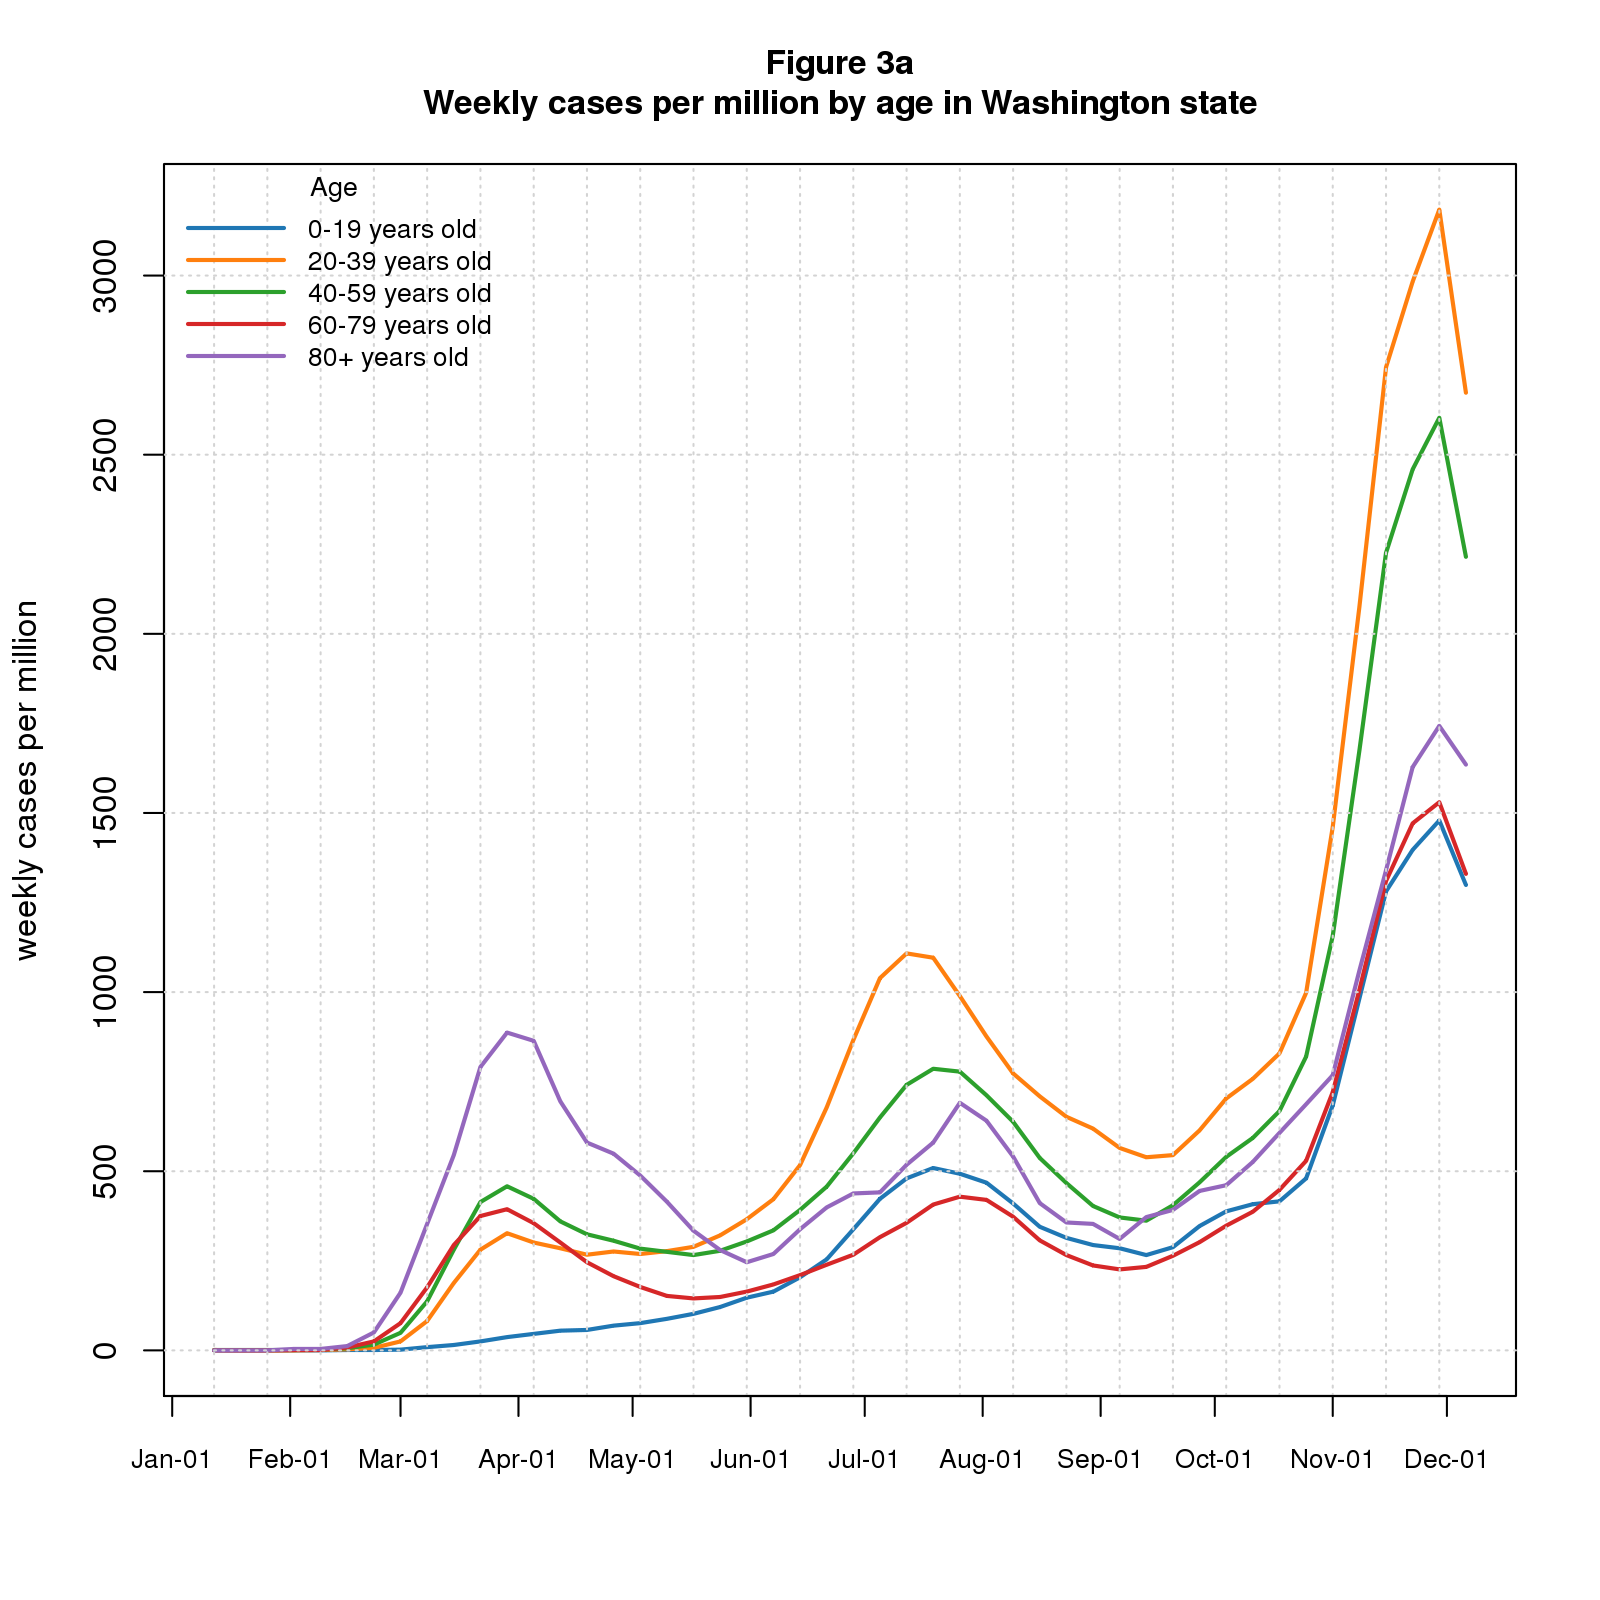 Figure 3a
Weekly cases per million by age in Washington state
Age
0-19 years old
20-39 years old
40-59 years old
60-79 years old
80+ years old
weekly cases per million
3000
2500
2000
1500
1000
500
0
Jan-01 Feb-01 Mar-01 Apr-01 May-01 Jun-01 Jul-01 Aug-01 Sep-01 Oct-01 Nov-01 Dec-01